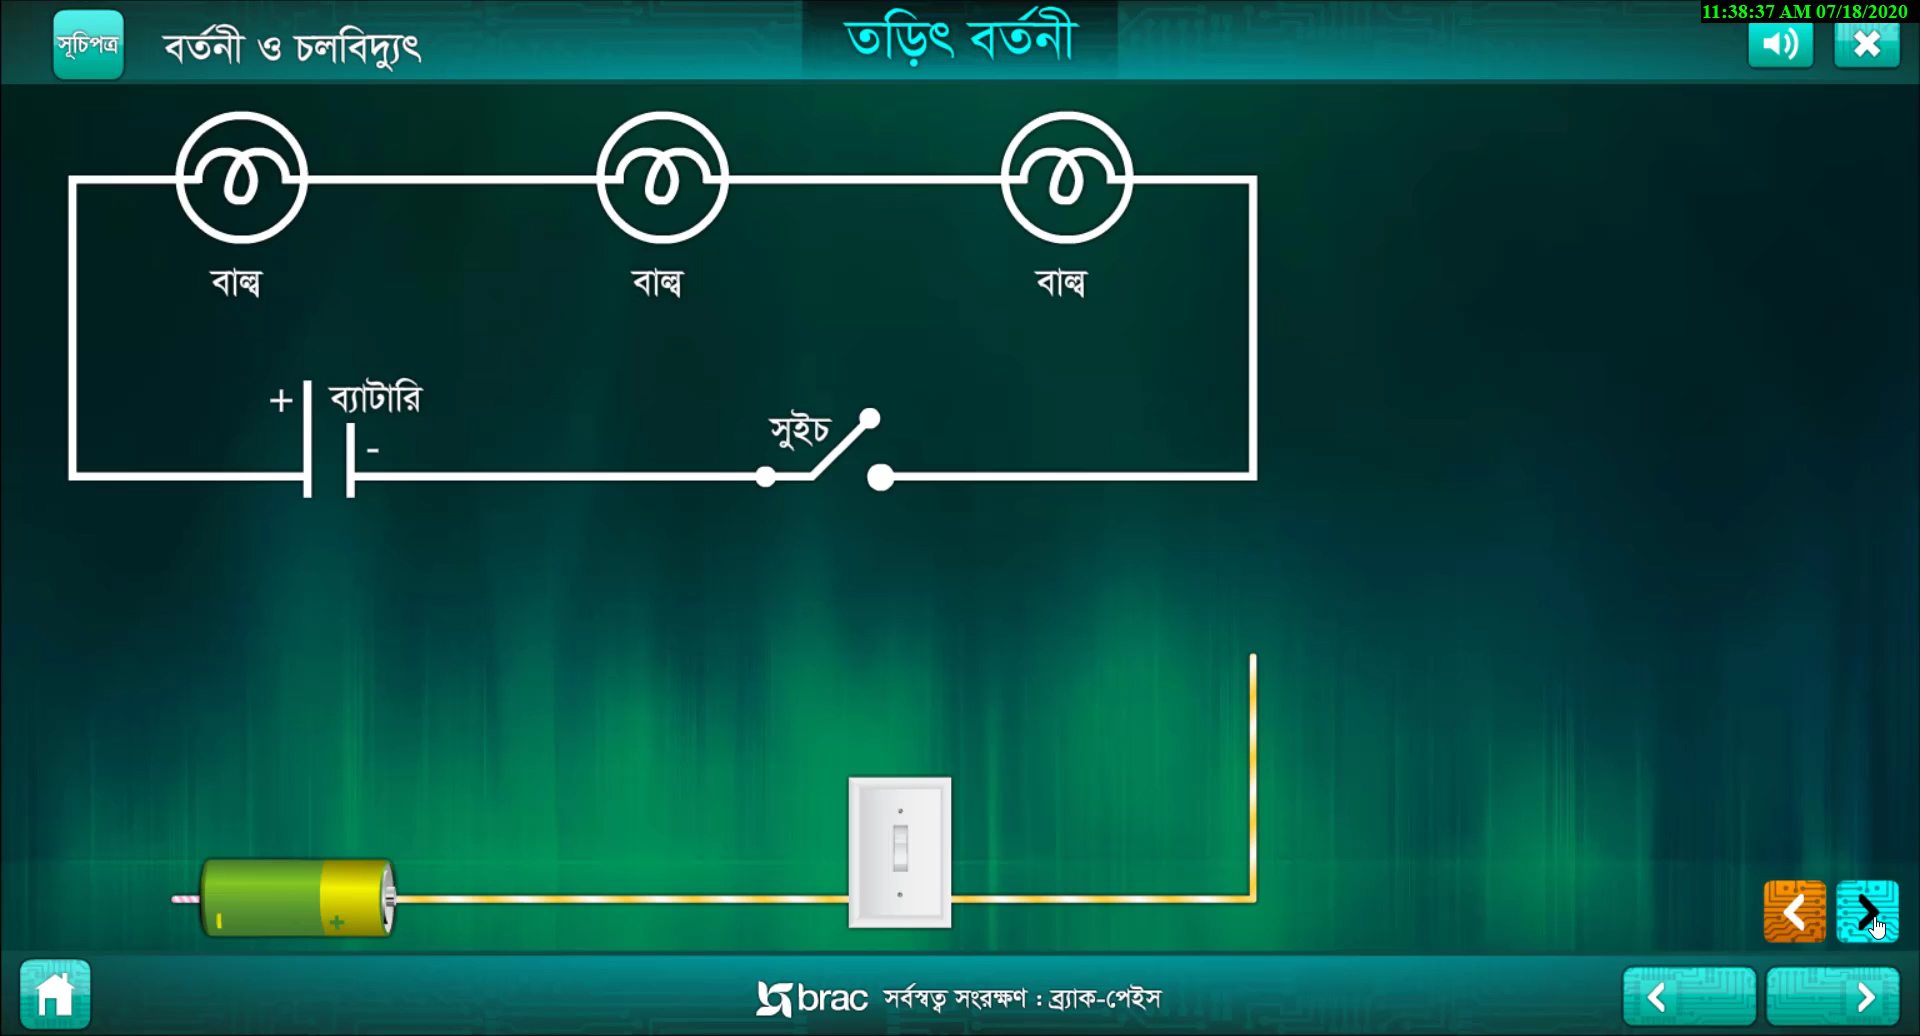 11:38:37 AM 07/18/2020
সূচিপত্র
বর্তনী ও চলবিদ্যুৎ
তড়িৎ বর্তনী
বাল্ব
বাল্ব
বাল্ব
+ ব্যাটারি
-
সুইচ
- +
brac সর্বস্বত্ব সংরক্ষণ : ব্র্যাক-পেইস